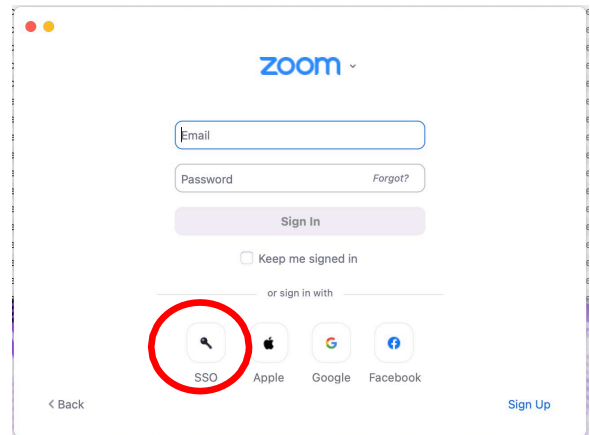 zoom
Email
Password Forgot?
Sign In
Keep me signed in
or sign in with
SSO Apple Google Facebook
< Back Sign Up